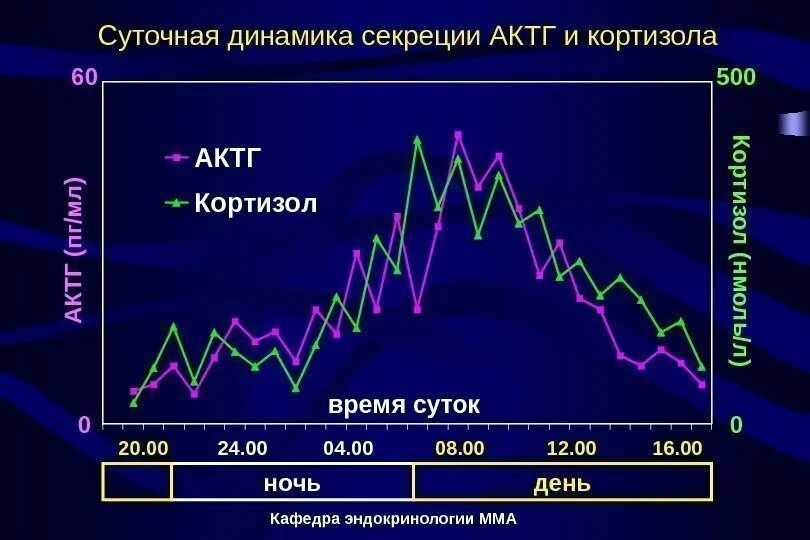 Суточная динамика секреции АКТГ и кортизола
60
500
АКТГ
Кортизол
АКТГ (пг/мл)
Кортизол (нмоль/л)
время суток
0
0
20.00 24.00 04.00 08.00 12.00 16.00
ночь день
Кафедра эндокринологии ММА